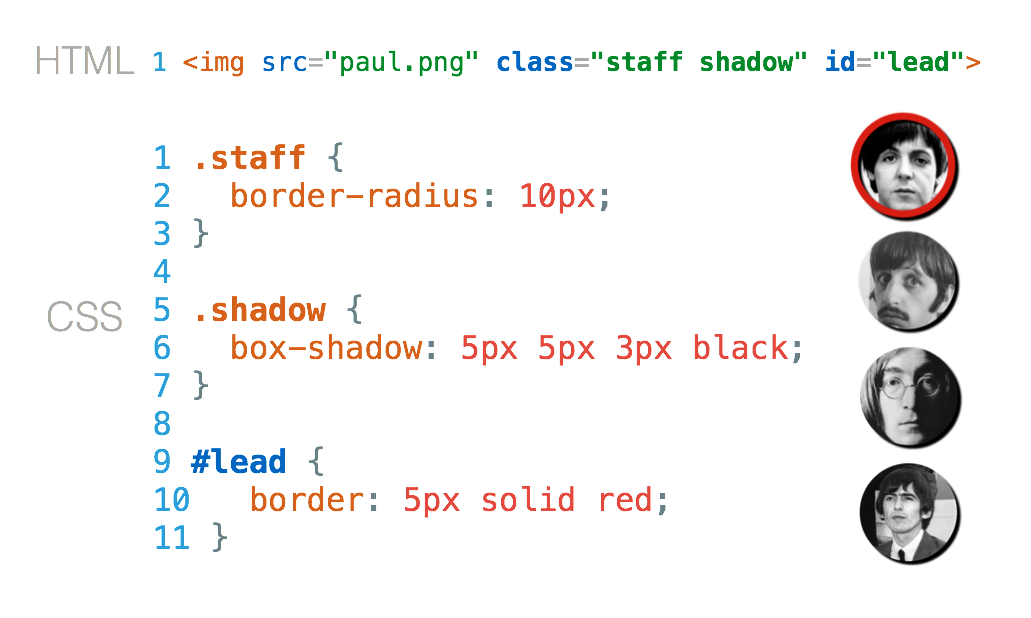 HTML 1 <img src="paul.png" class="staff shadow" id="lead">
1 .staff {
2 border-radius: 10px;
3 }
4
CSS
5 .shadow {
6 box-shadow: 5px 5px 3px black;
7 }
8
9 #lead {
10 border: 5px solid red;
11 }